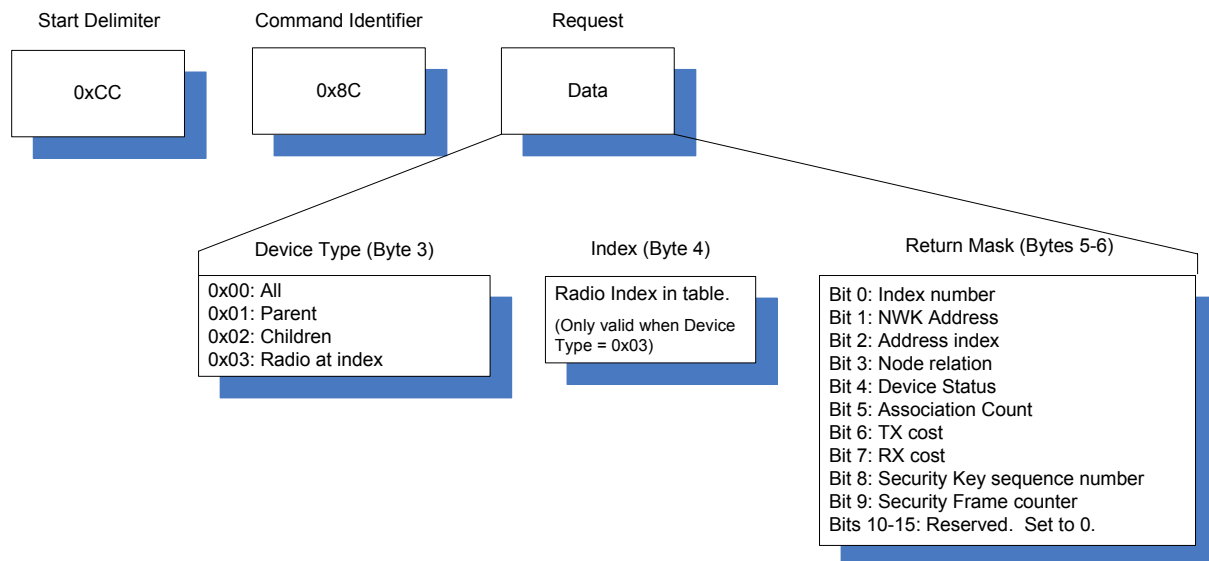 Start Delimiter
Command Identifier
Request
0xCC
0x8C
Data
Device Type (Byte 3)
0x00: All
0x01: Parent
0x02: Children
0x03: Radio at index
Index (Byte 4)
Radio Index in table.
(Only valid when Device
Type = 0x03)
Return Mask (Bytes 5-6)
Bit 0: Index number
Bit 1: NWK Address
Bit 2: Address index
Bit 3: Node relation
Bit 4: Device Status
Bit 5: Association Count
Bit 6: TX cost
Bit 7: RX cost
Bit 8: Security Key sequence number
Bit 9: Security Frame counter
Bits 10-15: Reserved.  Set to 0.